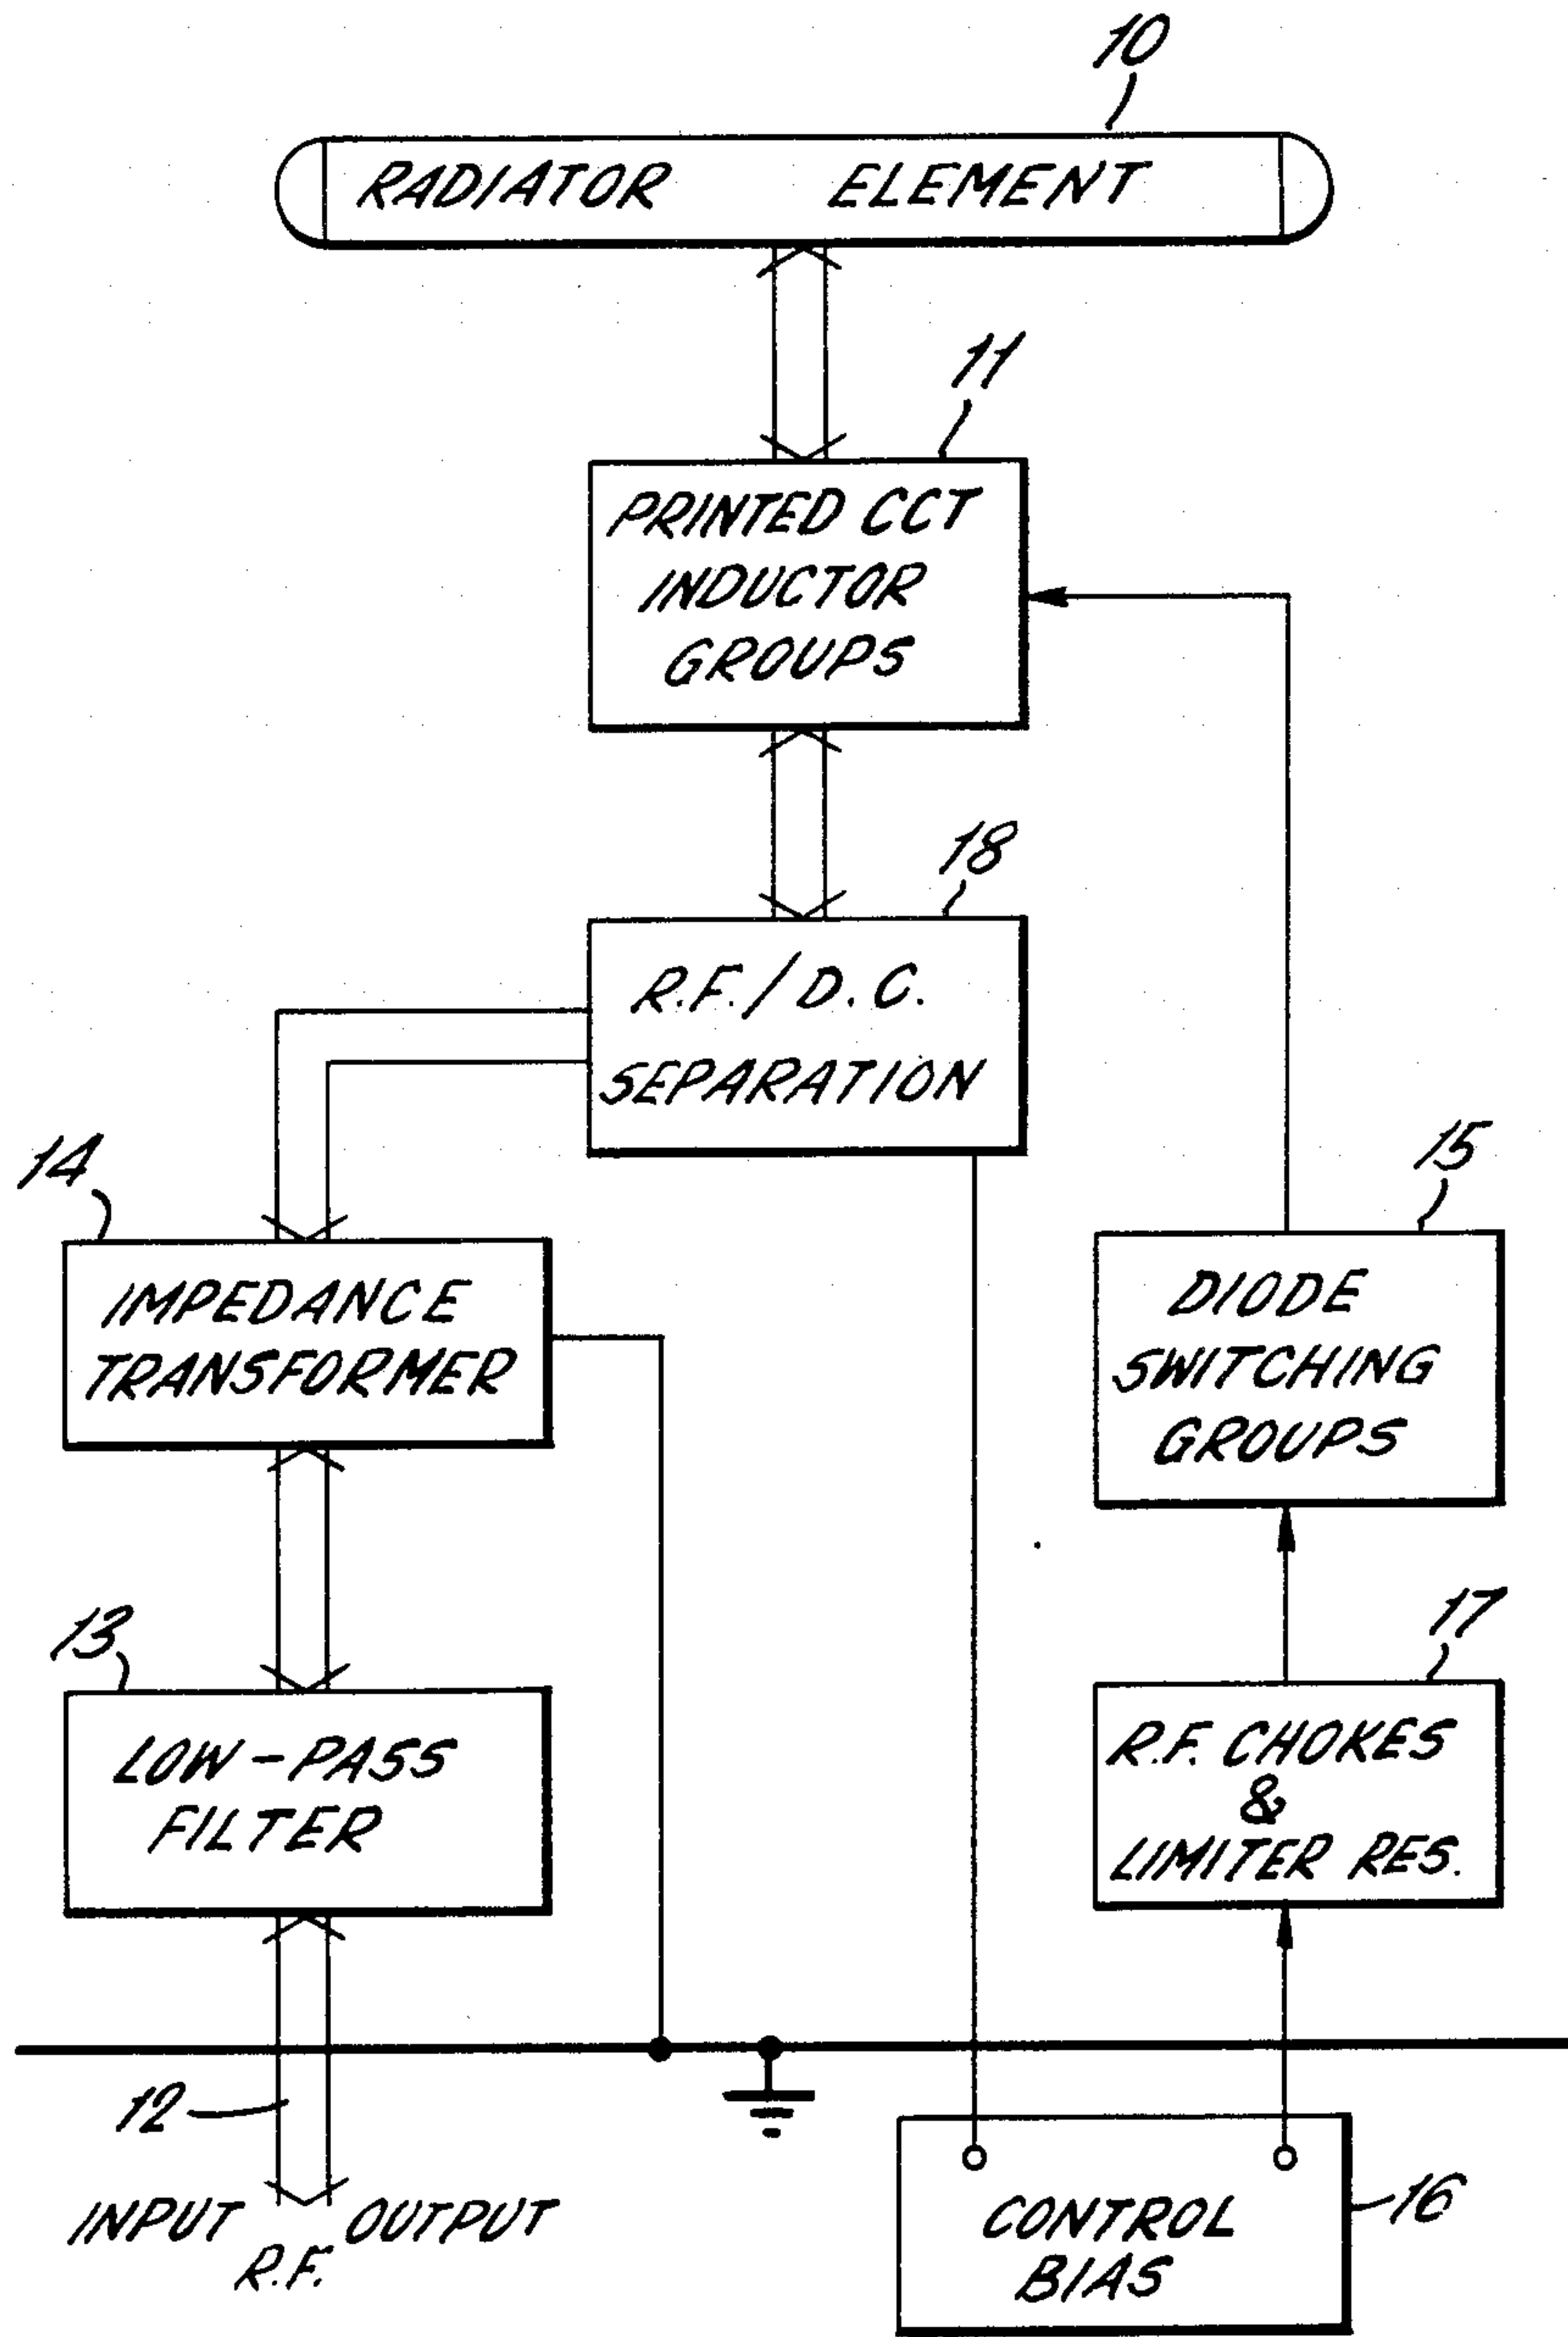 10
RADIATOR ELEMENT
11
PRINTED CCT
INDUCTOR
GROUPS
18
R.F./D.C.
SEPARATION
14
IMPEDANCE
TRANSFORMER
15
DIODE
SWITCHING
GROUPS
13
LOW-PASS
FILTER
17
R.F. CHOKES
&
LIMITER RES.
12
INPUT OUTPUT
R.F.
CONTROL
BIAS
16